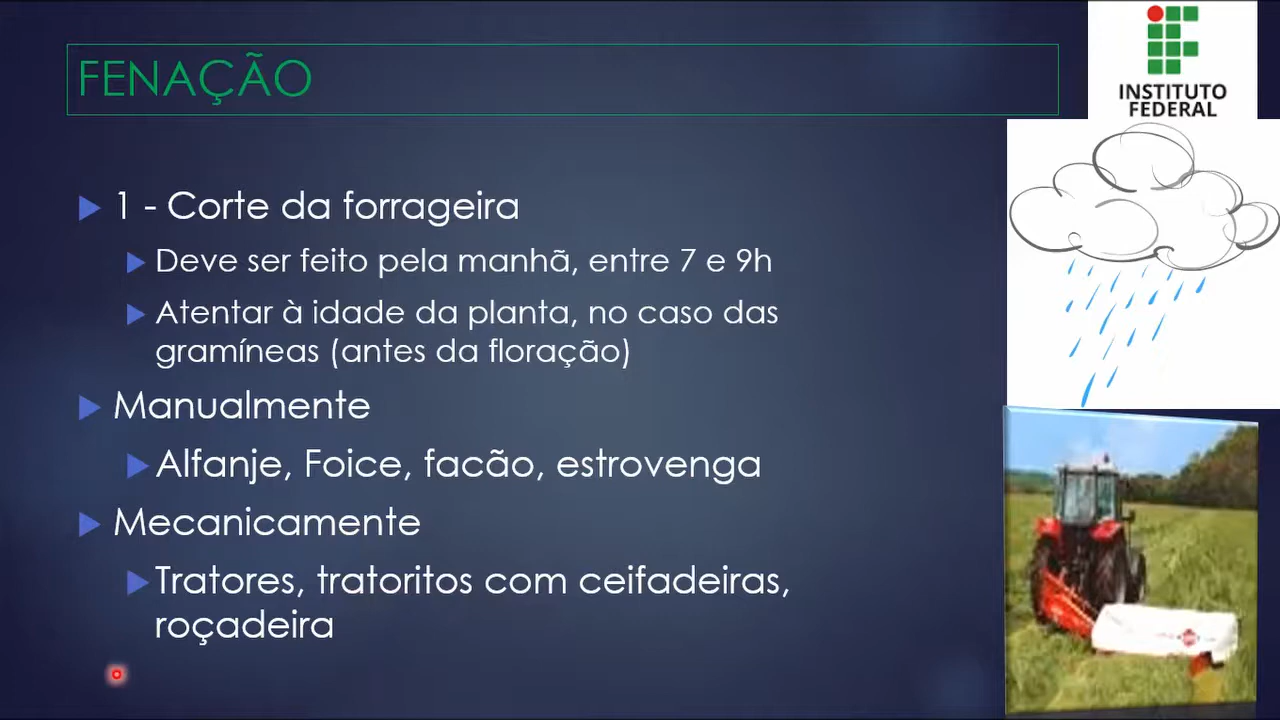 FENAÇÃO
INSTITUTO
FEDERAL
1 - Corte da forrageira
Deve ser feito pela manhã, entre 7 e 9h
Atentar à idade da planta, no caso das
gramíneas (antes da floração)
Manualmente
Alfanje, Foice, facão, estrovenga
Mecanicamente
Tratores, tratoritos com ceifadeiras,
roçadeira